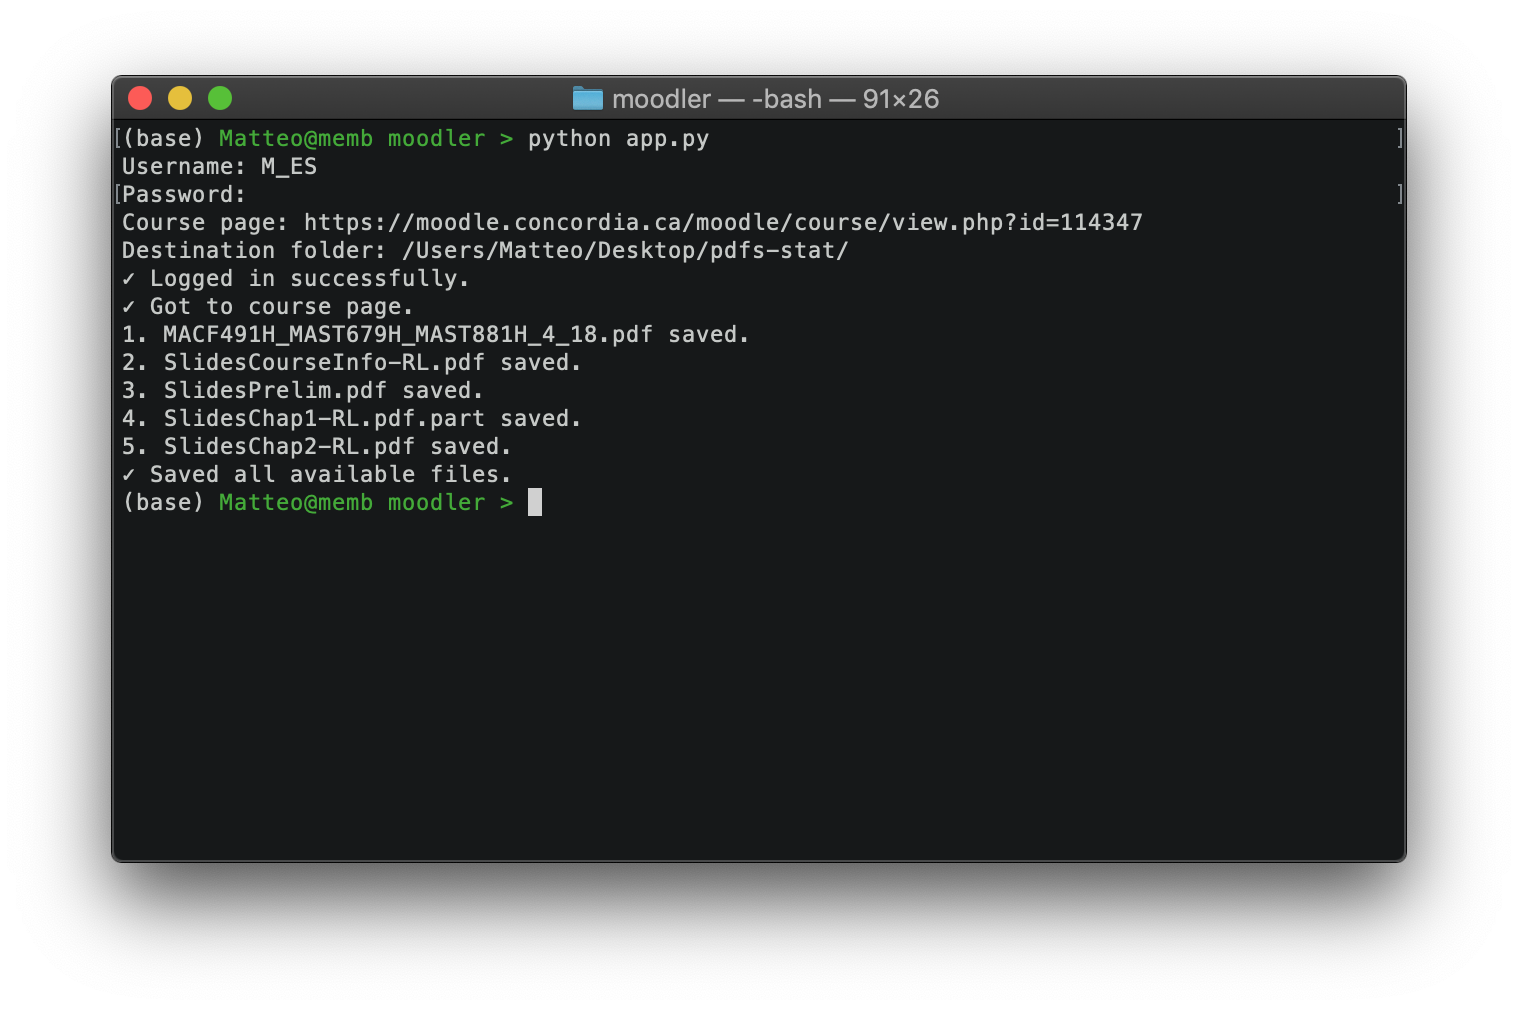 moodler — -bash — 91×26
(base) Matteo@memb moodler > python app.py
Username: M_ES
Password:
Course page: https://moodle.concordia.ca/moodle/course/view.php?id=114347
Destination folder: /Users/Matteo/Desktop/pdfs-stat/
✓ Logged in successfully.
✓ Got to course page.
1. MACF491H_MAST679H_MAST881H_4_18.pdf saved.
2. SlidesCourseInfo-RL.pdf saved.
3. SlidesPrelim.pdf saved.
4. SlidesChap1-RL.pdf.part saved.
5. SlidesChap2-RL.pdf saved.
✓ Saved all available files.
(base) Matteo@memb moodler >